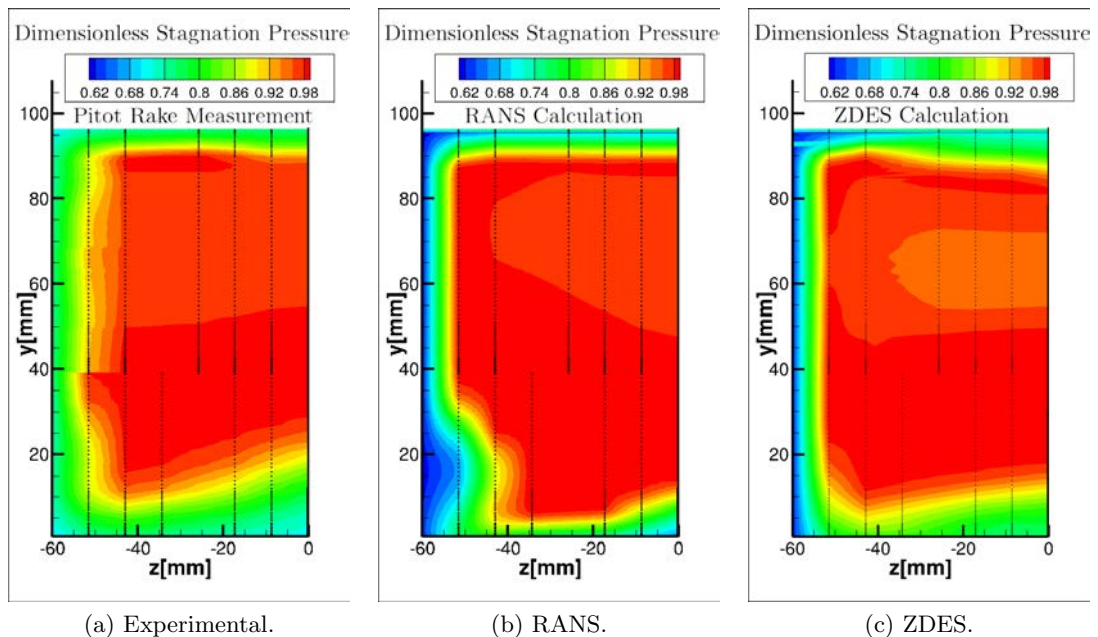 Dimensionless Stagnation Pressure
0.62 0.68 0.74 0.8 0.86 0.92 0.98
Pitot Rake Measurement
100
80
60
40
20
y[mm]
-60 -40 -20 0
z[mm]
(a) Experimental.
Dimensionless Stagnation Pressure
0.62 0.68 0.74 0.8 0.86 0.92 0.98
RANS Calculation
100
80
60
40
20
y[mm]
-60 -40 -20 0
z[mm]
(b) RANS.
Dimensionless Stagnation Pressure
0.62 0.68 0.74 0.8 0.86 0.92 0.98
ZDES Calculation
100
80
60
40
20
y[mm]
-60 -40 -20 0
z[mm]
(c) ZDES.